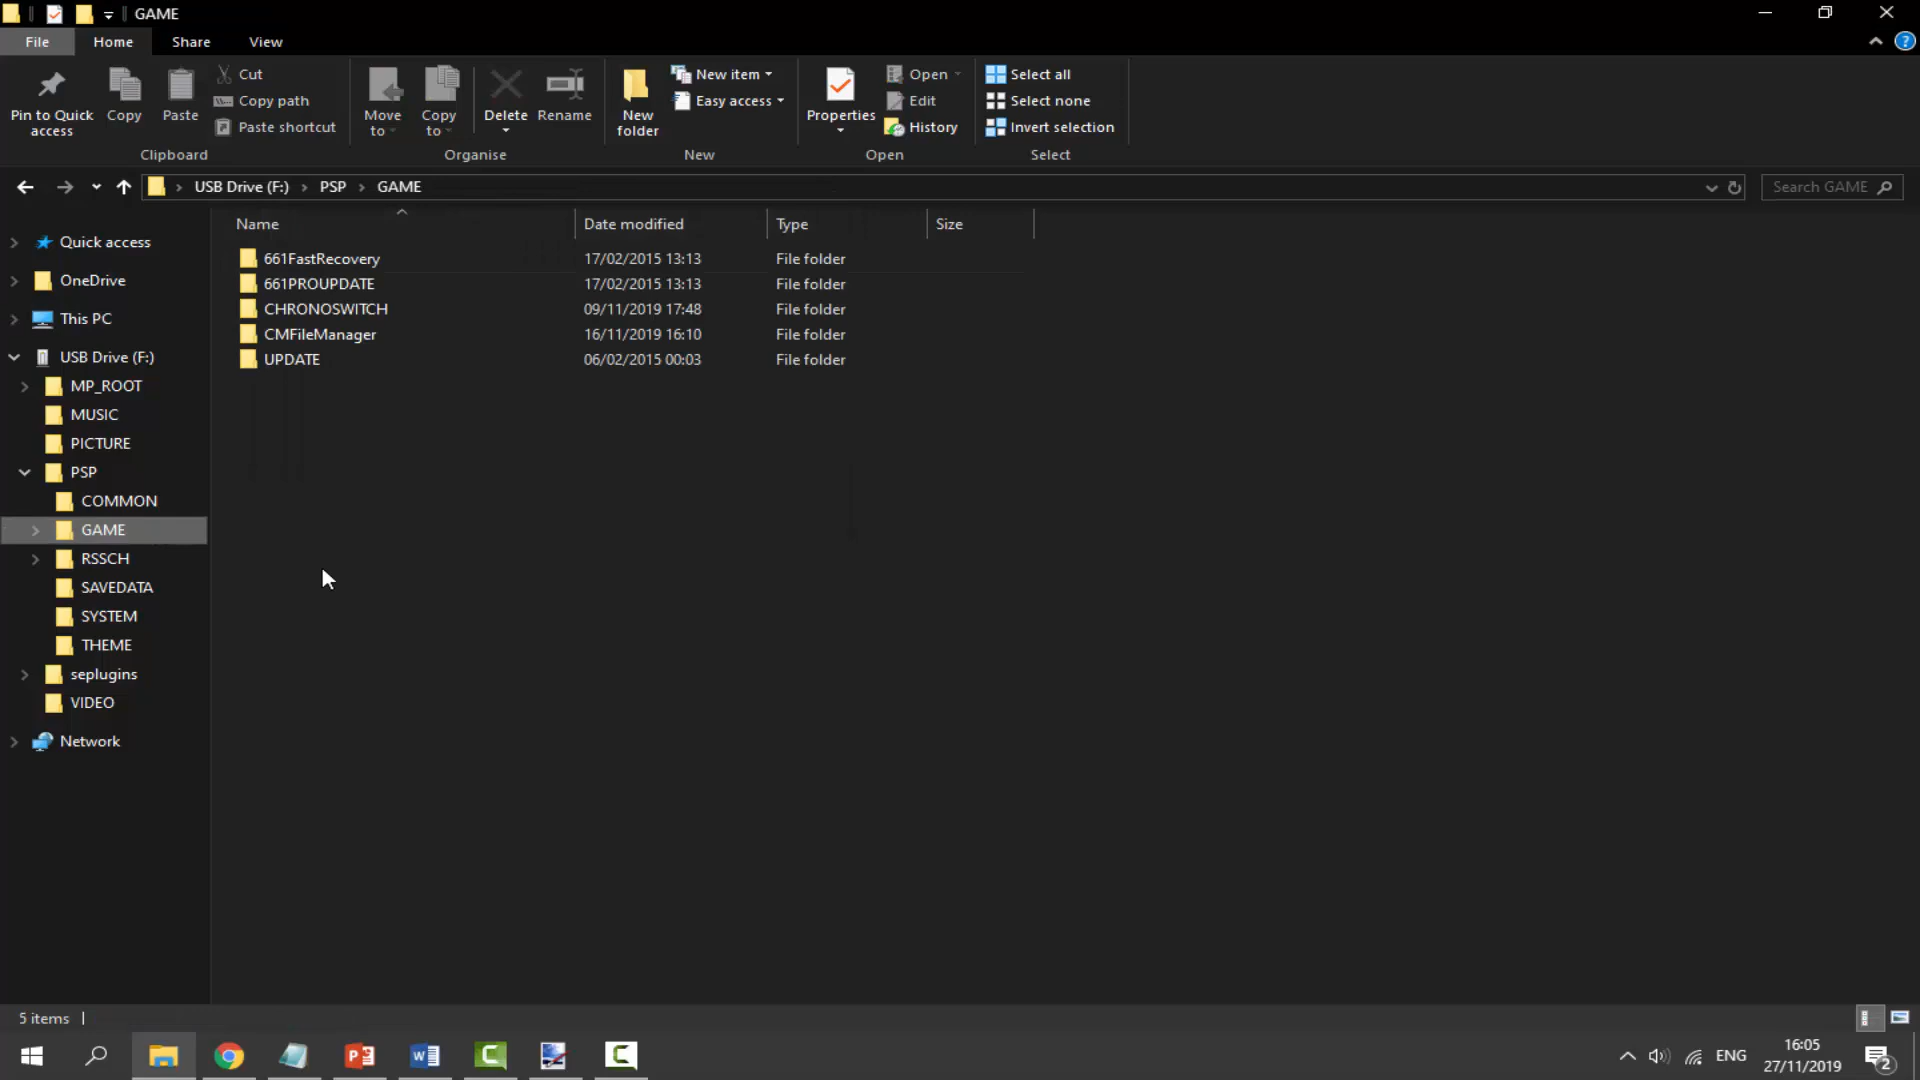 GAME
File Home Share View
Pin to Quick access
Copy
Paste
Cut
Copy path
Paste shortcut
Move to
Copy to
Delete
Rename
New folder
New item
Easy access
Properties
Open
Edit
History
Select all
Select none
Invert selection
Clipboard Organise New Open Select
USB Drive (F:) PSP GAME
Search GAME
Name Date modified Type Size
661FastRecovery 17/02/2015 13:13 File folder
661PROUPDATE 17/02/2015 13:13 File folder
CHRONOSWITCH 09/11/2019 17:48 File folder
CMFileManager 16/11/2019 16:10 File folder
UPDATE 06/02/2015 00:03 File folder
Quick access
OneDrive
This PC
USB Drive (F:)
MP_ROOT
MUSIC
PICTURE
PSP
COMMON
GAME
RSSCH
SAVEDATA
SYSTEM
THEME
seplugins
VIDEO
Network
5 items
ENG
16:05
27/11/2019
2